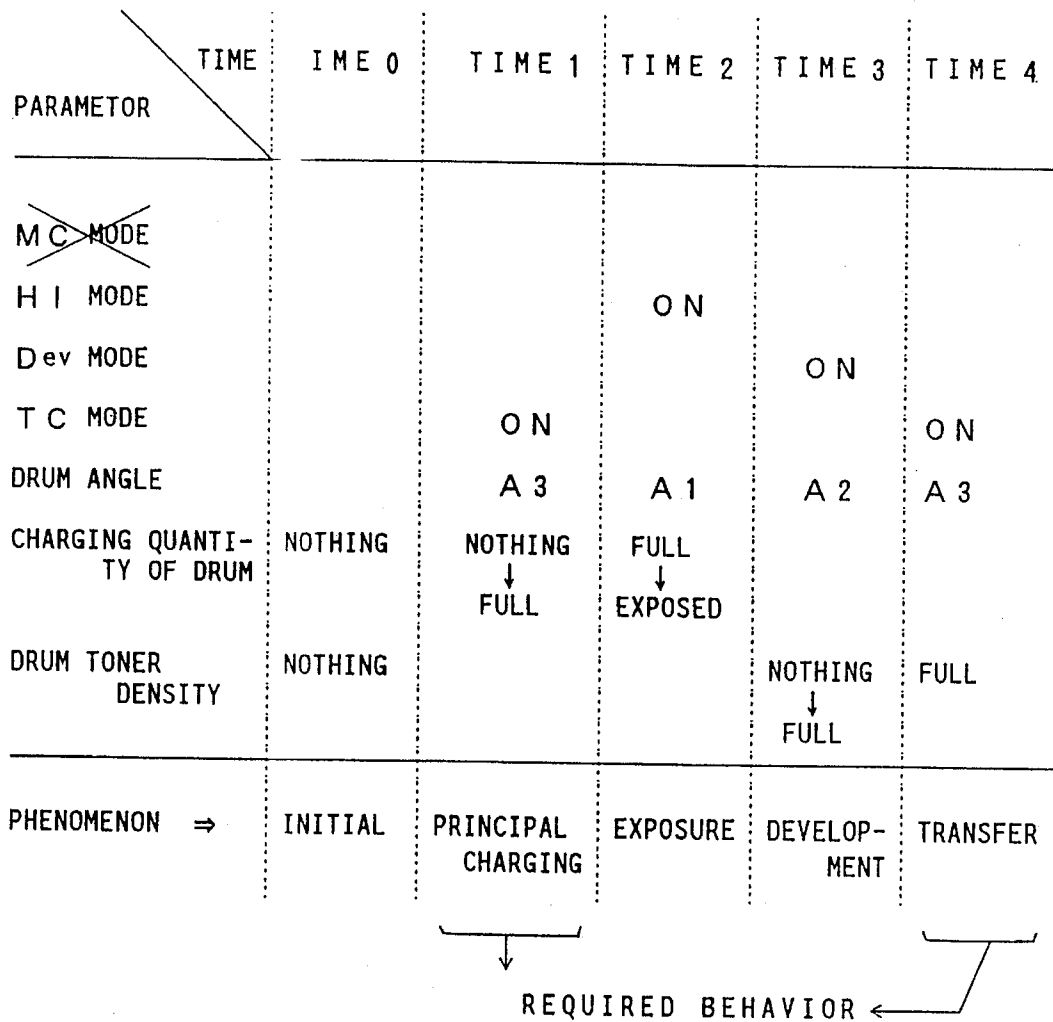 TIME IME 0 TIME 1 TIME 2 TIME 3 TIME 4
PARAMETOR
MC MODE
HI MODE ON
Dev MODE ON
TC MODE ON ON
DRUM ANGLE A3 A1 A2 A3
CHARGING QUANTI- NOTHING NOTHING FULL
TY OF DRUM ↓ ↓
FULL EXPOSED
DRUM TONER NOTHING NOTHING FULL
DENSITY ↓
FULL
PHENOMENON ⇒ INITIAL PRINCIPAL EXPOSURE DEVELOP- TRANSFER
CHARGING MENT
REQUIRED BEHAVIOR